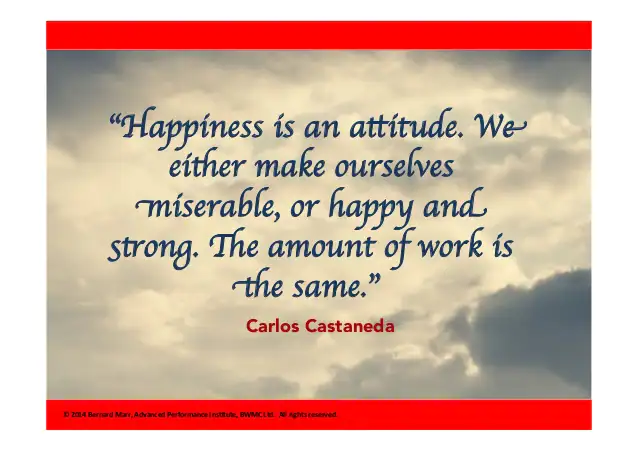 “Happiness is an attitude. We
either make ourselves
miserable, or happy and
strong. The amount of work is
the same.”
Carlos Castaneda
© 2014 Bernard Marr, Advanced Performance Institute, BWMC Ltd. All rights reserved.